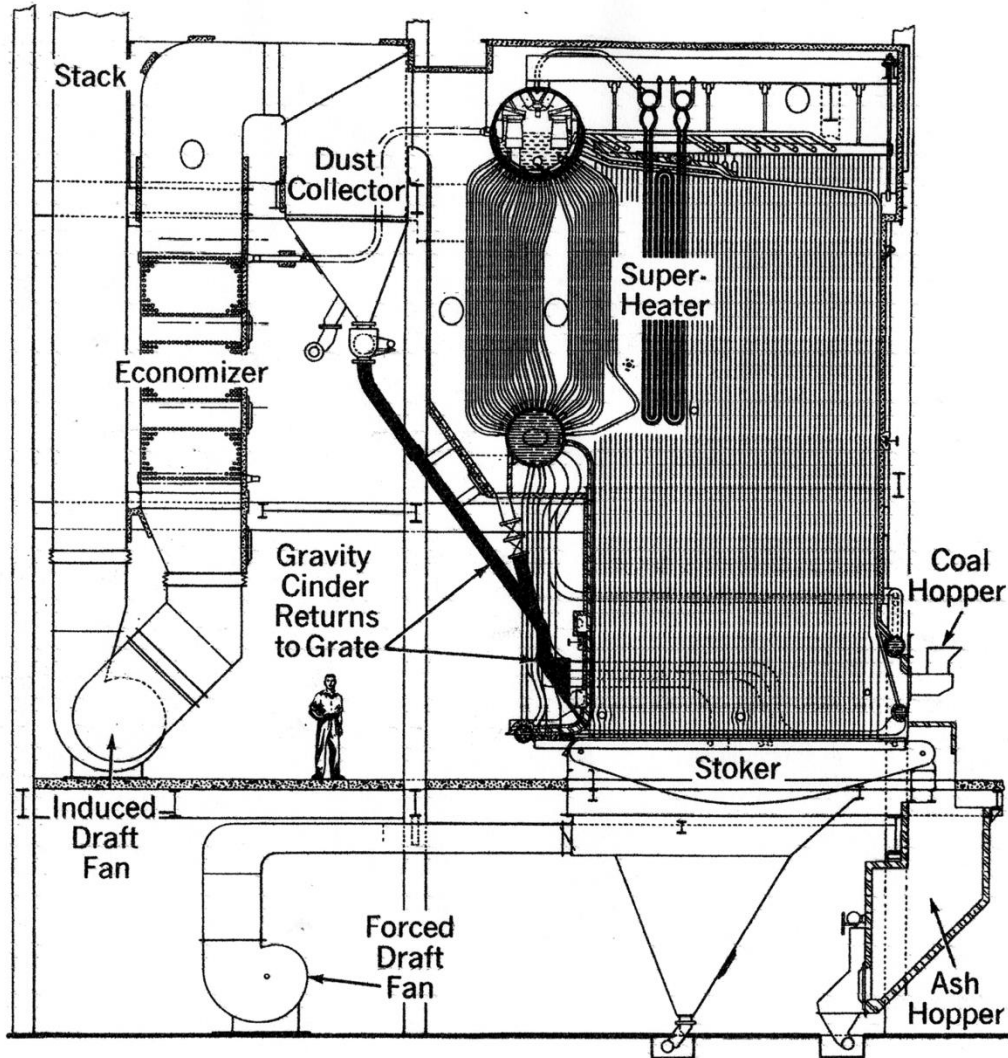 Stack
Dust
Collector
Super-
Heater
Economizer
Gravity
Cinder
Returns
to Grate
Coal
Hopper
Stoker
Induced
Draft
Fan
Forced
Draft
Fan
Ash
Hopper